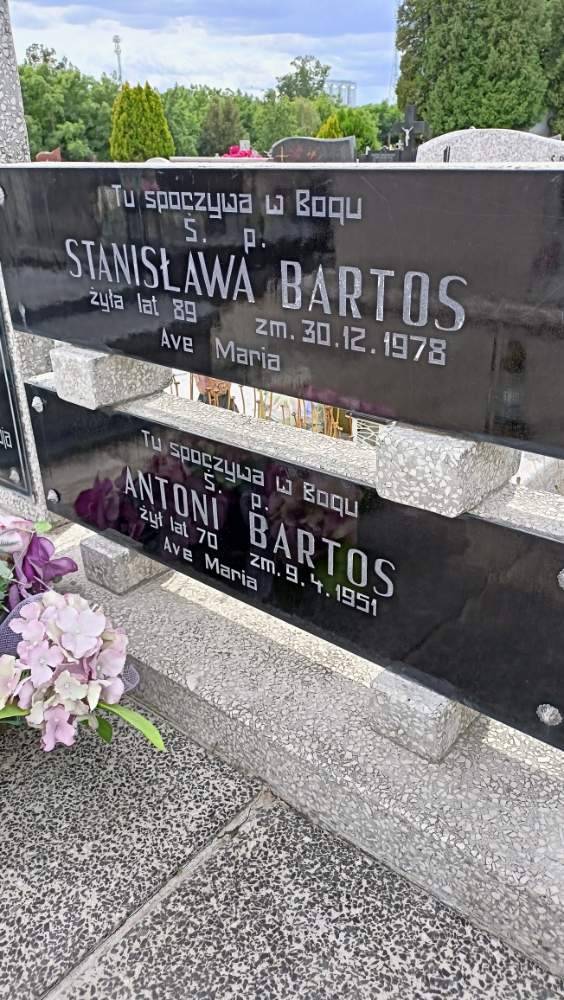 Tu spoczywa w Bogu
Ś. p.
STANISŁAWA BARTOS
żyła lat 89 zm. 30.12.1978
Ave Maria
Tu spoczywa w Bogu
Ś. p.
ANTONI BARTOS
żył lat 70 zm. 9.4.1951
Ave Maria